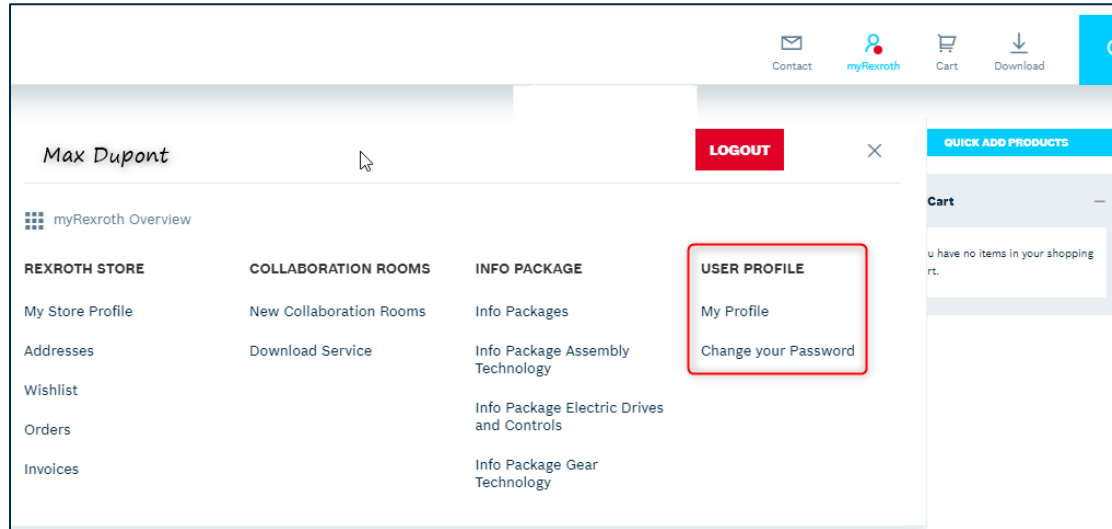 Contact
myRexroth
Cart
Download
Max Dupont
LOGOUT
QUICK ADD PRODUCTS
myRexroth Overview
Cart
u have no items in your shopping
rt.
REXROTH STORE
My Store Profile
Addresses
Wishlist
Orders
Invoices
COLLABORATION ROOMS
New Collaboration Rooms
Download Service
INFO PACKAGE
Info Packages
Info Package Assembly
Technology
Info Package Electric Drives
and Controls
Info Package Gear
Technology
USER PROFILE
My Profile
Change your Password